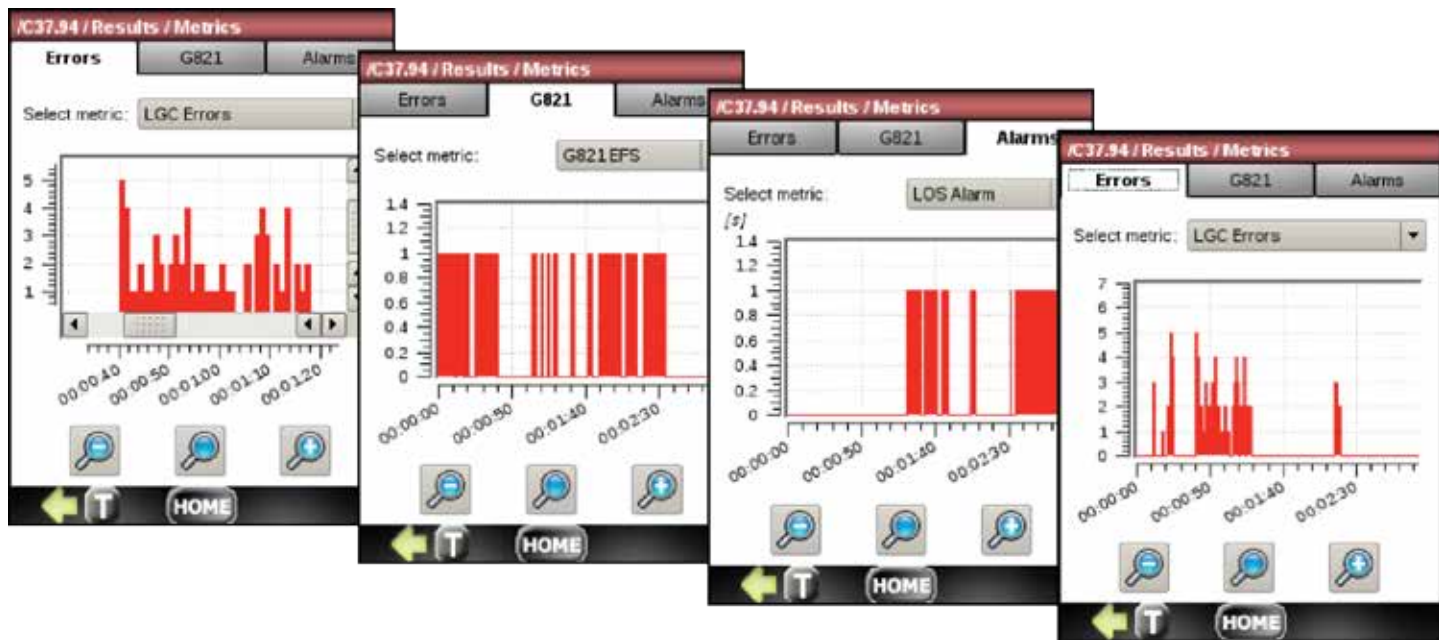 /C37.94 / Results / Metrics
Errors G821 Alarms
Select metric: LGC Errors
5
4
3
2
1
00:00:40 00:00:50 00:01:00 00:01:10 00:01:20
T HOME
/C37.94 / Results / Metrics
Errors G821 Alarms
Select metric: G821 EFS
1.4
1.2
1
0.8
0.6
0.4
0.2
0
00:00:00 00:00:50 00:01:40 00:02:30
T HOME
/C37.94 / Results / Metrics
Errors G821 Alarms
Select metric: LOS Alarm
[s]
1.4
1.2
1
0.8
0.6
0.4
0.2
0
00:00:00 00:00:50 00:01:40 00:02:30
T HOME
/C37.94 / Results / Metrics
Errors G821 Alarms
Select metric: LGC Errors
7
6
5
4
3
2
1
0
00:00:00 00:00:50 00:01:40 00:02:30
T HOME